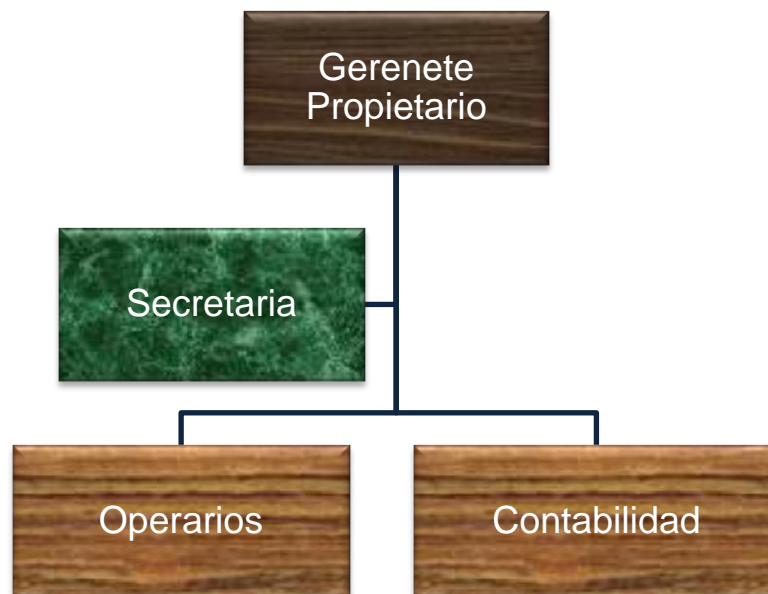 Gerenete
Propietario
Secretaria
Operarios
Contabilidad